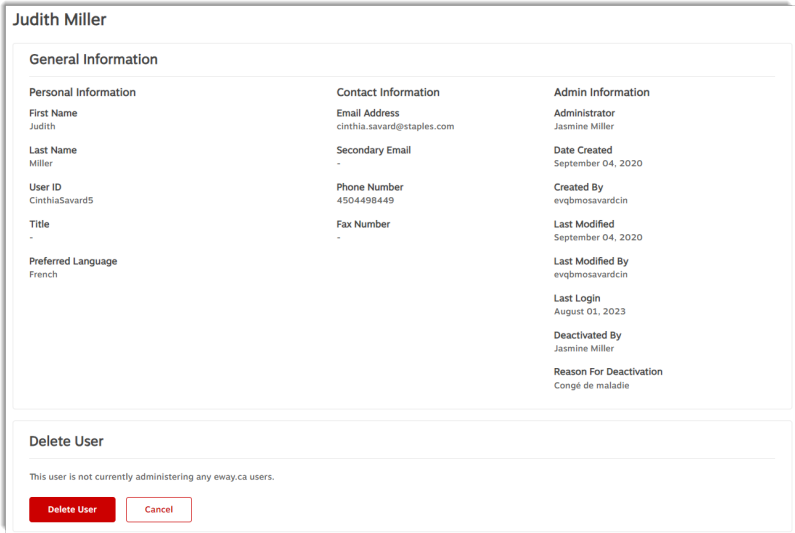 Judith Miller
General Information
Personal Information
First Name
Judith
Last Name
Miller
User ID
CinthiaSavard5
Title
-
Preferred Language
French
Contact Information
Email Address
cinthia.savard@staples.com
Secondary Email
-
Phone Number
4504498449
Fax Number
-
Admin Information
Administrator
Jasmine Miller
Date Created
September 04, 2020
Created By
evqbmosavardcin
Last Modified
September 04, 2020
Last Modified By
evqbmosavardcin
Last Login
August 01, 2023
Deactivated By
Jasmine Miller
Reason For Deactivation
Congé de maladie
Delete User
This user is not currently administering any eway.ca users.
Delete User
Cancel